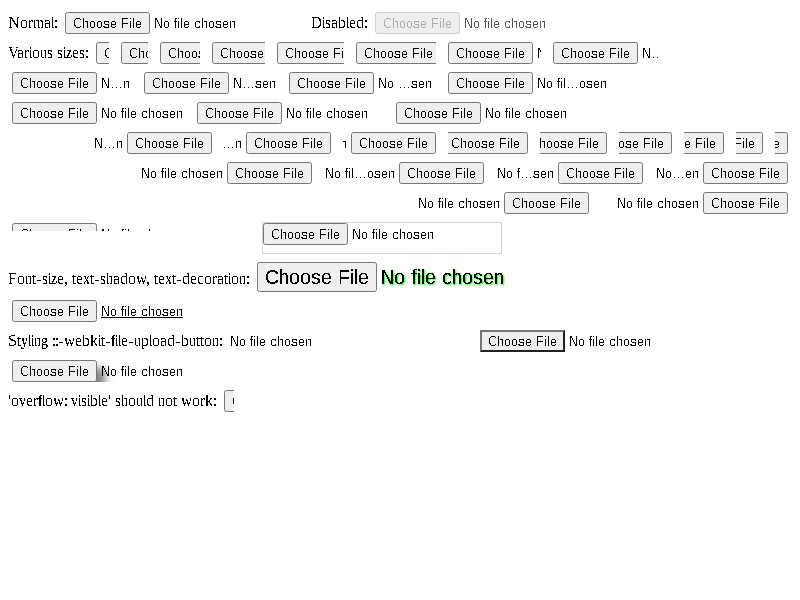 Normal: Choose File No file chosen Disabled: Choose File No file chosen
Various sizes: Cho Choos Choose Choose Fi Choose File Choose File Choose File N..
Choose File N...n Choose File N...sen Choose File No ...sen Choose File No fil...osen
Choose File No file chosen Choose File No file chosen Choose File No file chosen
N...n Choose File ...n Choose File Choose File Choose File hoose File ose File e File File e
No file chosen Choose File No fil...osen Choose File No f...sen Choose File No...en Choose File
No file chosen Choose File No file chosen Choose File
Choose File No file chosen
Font-size, text-shadow, text-decoration: Choose File No file chosen
Choose File No file chosen
Styling ::-webkit-file-upload-button: No file chosen Choose File No file chosen
Choose File No file chosen
'overflow: visible' should not work: